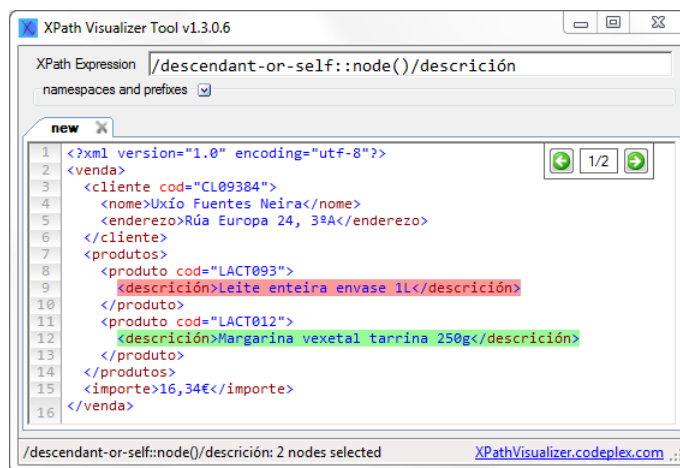 XPath Visualizer Tool v1.3.0.6
XPath Expression /descendant-or-self::node()/descrición
namespaces and prefixes
new
1/2
1 <?xml version="1.0" encoding="utf-8"?>
2 <venda>
3 <cliente cod="CL09384">
4 <nome>Uxío Fuentes Neira</nome>
5 <enderezo>Rúa Europa 24, 3ºA</enderezo>
6 </cliente>
7 <produtos>
8 <produto cod="LACT093">
9 <descrición>Leite enteira envase 1L</descrición>
10 </produto>
11 <produto cod="LACT012">
12 <descrición>Margarina vexetal tarrina 250g</descrición>
13 </produto>
14 </produtos>
15 <importe>16,34€</importe>
16 </venda>
/descendant-or-self::node()/descrición: 2 nodes selected XPathVisualizer.codeplex.com